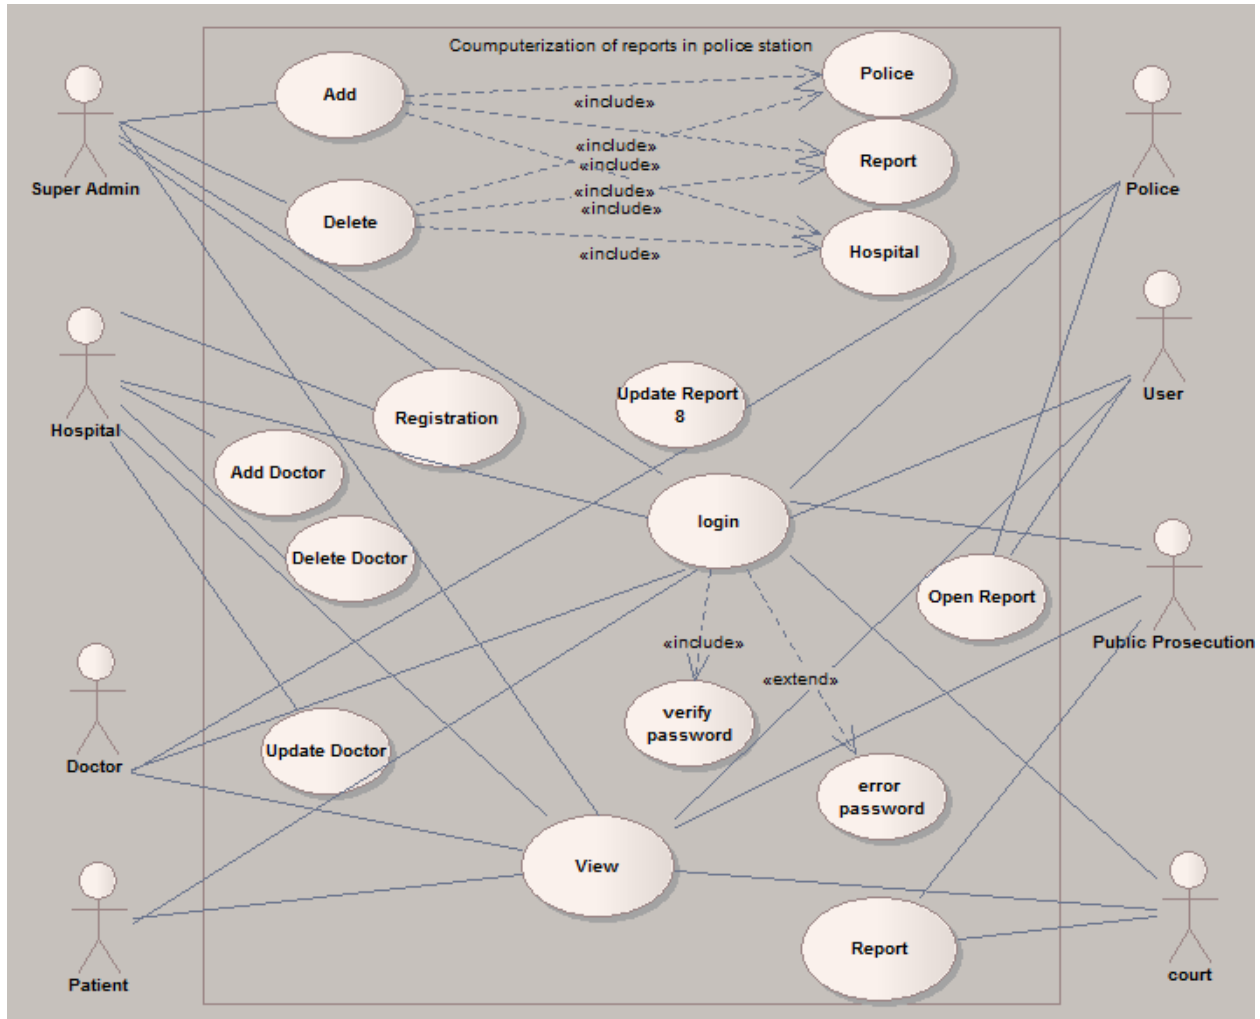 Coumputerization of reports in police station
Add
Police
«include»
Super Admin
«include»
«include»
Report
Police
«include»
«include»
Delete
Hospital
«include»
Hospital
Registration
Update Report
8
User
Add Doctor
login
Delete Doctor
Open Report
Public Prosecution
«include»
«extend»
verify
password
Doctor
Update Doctor
error
password
View
Report
Patient
court